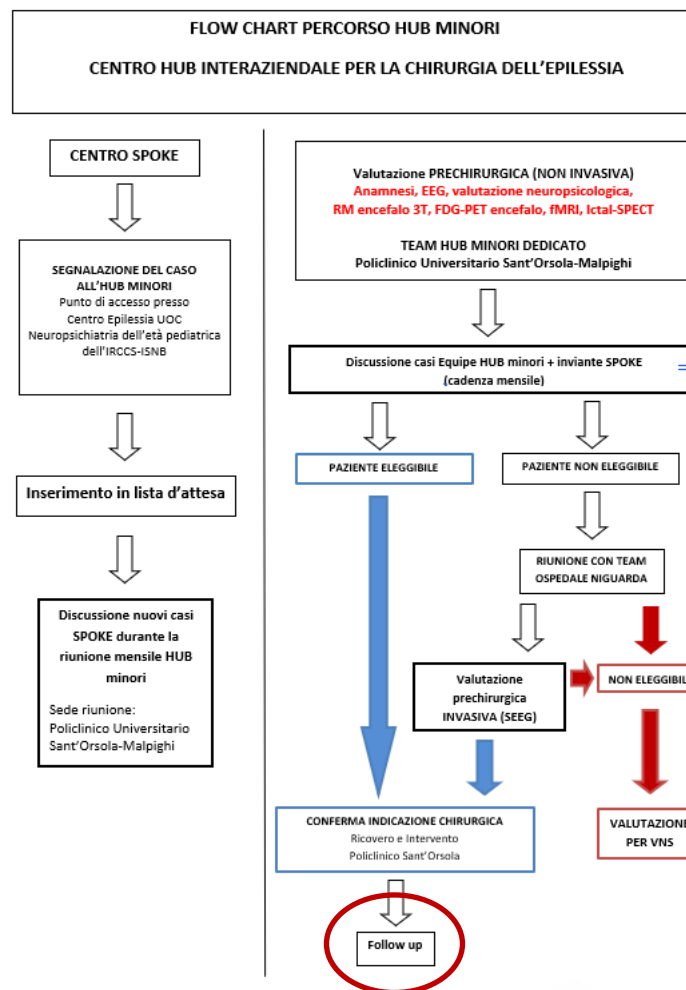 FLOW CHART PERCORSO HUB MINORI
CENTRO HUB INTERAZIENDALE PER LA CHIRURGIA DELL'EPILESSIA
CENTRO SPOKE
SEGNALAZIONE DEL CASO
ALL'HUB MINORI
Punto di accesso presso
Centro Epilessia UOC
Neuropsichiatria dell'età pediatrica
dell'IRCCS-ISNB
Inserimento in lista d'attesa
Discussione nuovi casi
SPOKE durante la
riunione mensile HUB
minori
Sede riunione:
Policlinico Universitario
Sant'Orsola-Malpighi
Valutazione PRECHIRURGICA (NON INVASIVA)
Anamnesi, EEG, valutazione neuropsicologica,
RM encefalo 3T, FDG-PET encefalo, fMRI, Ictal-SPECT
TEAM HUB MINORI DEDICATO
Policlinico Universitario Sant'Orsola-Malpighi
Discussione casi Equipe HUB minori + inviante SPOKE
(cadenza mensile)
PAZIENTE ELEGGIBILE
PAZIENTE NON ELEGGIBILE
RIUNIONE CON TEAM
OSPEDALE NIGUARDA
Valutazione
prechirurgica
INVASIVA (SEEG)
NON ELEGGIBIL
CONFERMA INDICAZIONE CHIRURGICA
Ricovero e Intervento
Policlinico Sant'Orsola
VALUTAZIONE
PER VNS
Follow up